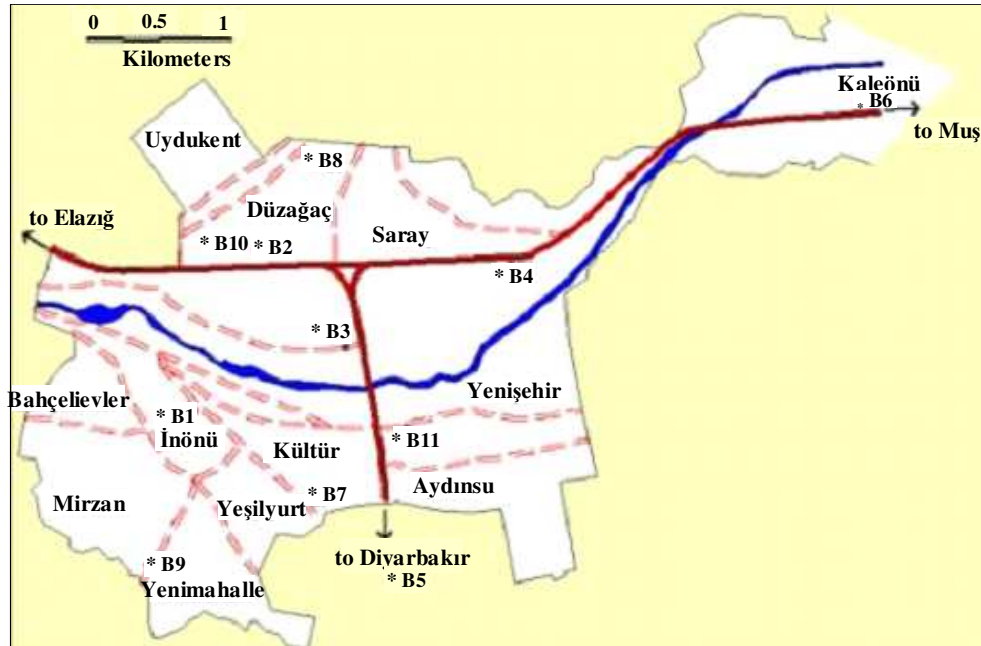 0 0.5 1
Kilometers
Kaleönü
* B6
to Muş
Uydukent
* B8
Düzağaç
to Elazığ
Saray
* B10 * B2
* B4
* B3
Yenişehir
Bahçelievler
* B1
İnönü
Kültür
* B11
Mirzan
Yeşilyurt
* B7
Aydınsu
to Diyarbakır
* B9
* B5
Yenimahalle